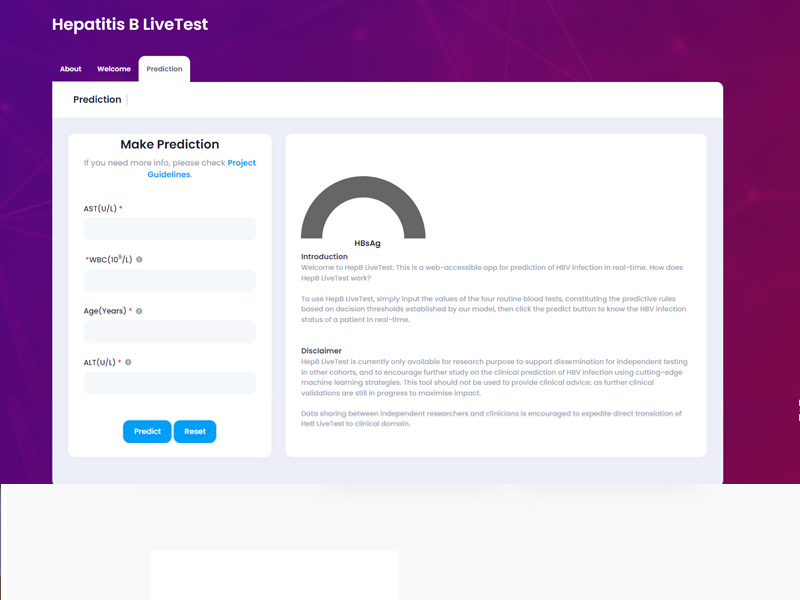 Hepatitis B LiveTest
About Welcome Prediction
Prediction
Make Prediction
If you need more info, please check Project
Guidelines.
AST(U/L) *
*WBC(10⁹/L)
Age(Years) *
ALT(U/L) *
Predict Reset
HBsAg
Introduction
Welcome to HepB LiveTest. This is a web-accessible app for prediction of HBV infection in real-time. How does
HepB LiveTest work?
To use HepB LiveTest, simply input the values of the four routine blood tests, constituting the predictive rules
based on decision thresholds established by our model, then click the predict button to know the HBV infection
status of a patient in real-time.
Disclaimer
HepB LiveTest is currently only available for research purpose to support dissemination for independent testing
in other cohorts, and to encourage further study on the clinical prediction of HBV infection using cutting-edge
machine learning strategies. This tool should not be used to provide clinical advice; as further clinical
validations are still in progress to maximise impact.
Data sharing between independent researchers and clinicians is encouraged to expedite direct translation of
HeB LiveTest to clinical domain.